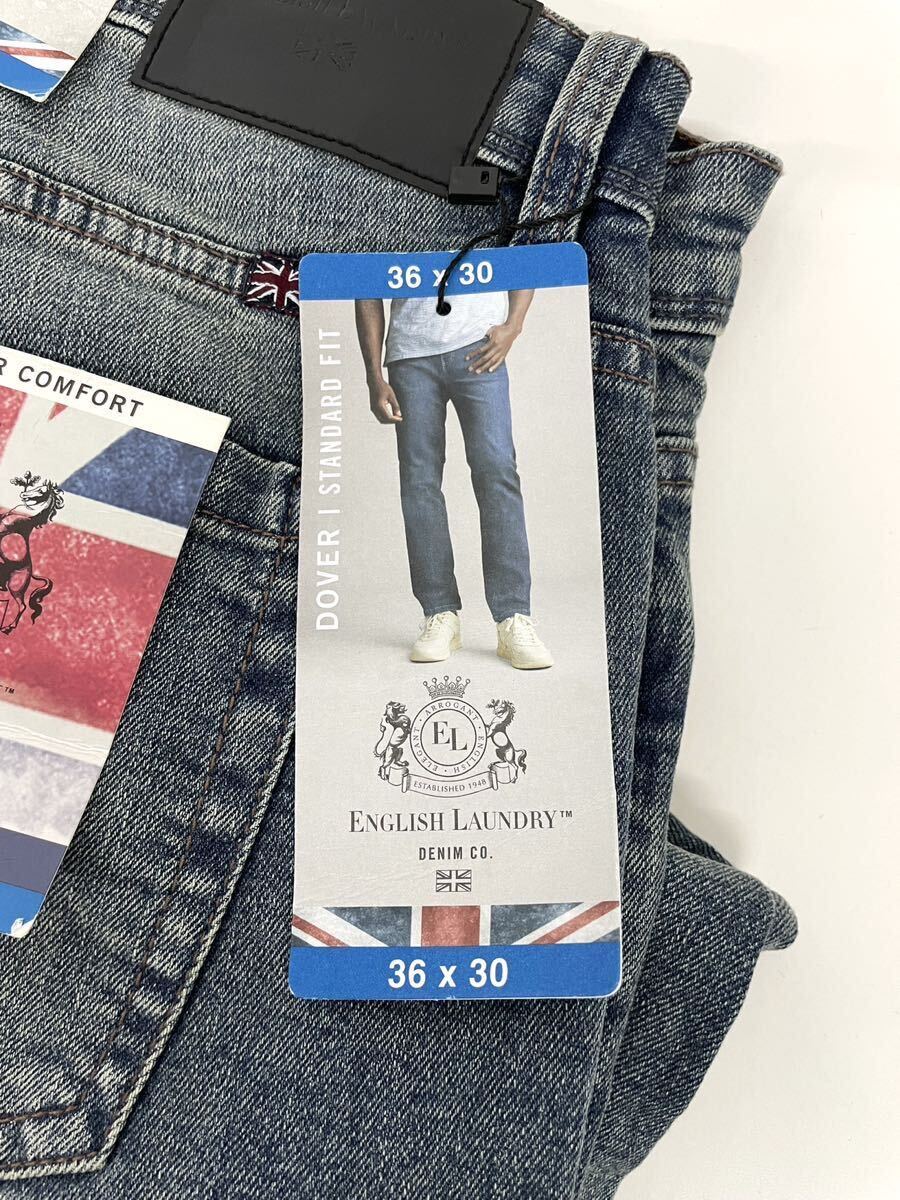 36 x 30
DOVER | STANDARD FIT
R COMFORT
ARROGANT · ENGLISH · ELEGANT
EL
ESTABLISHED 1948
ENGLISH LAUNDRY™
DENIM CO.
36 x 30